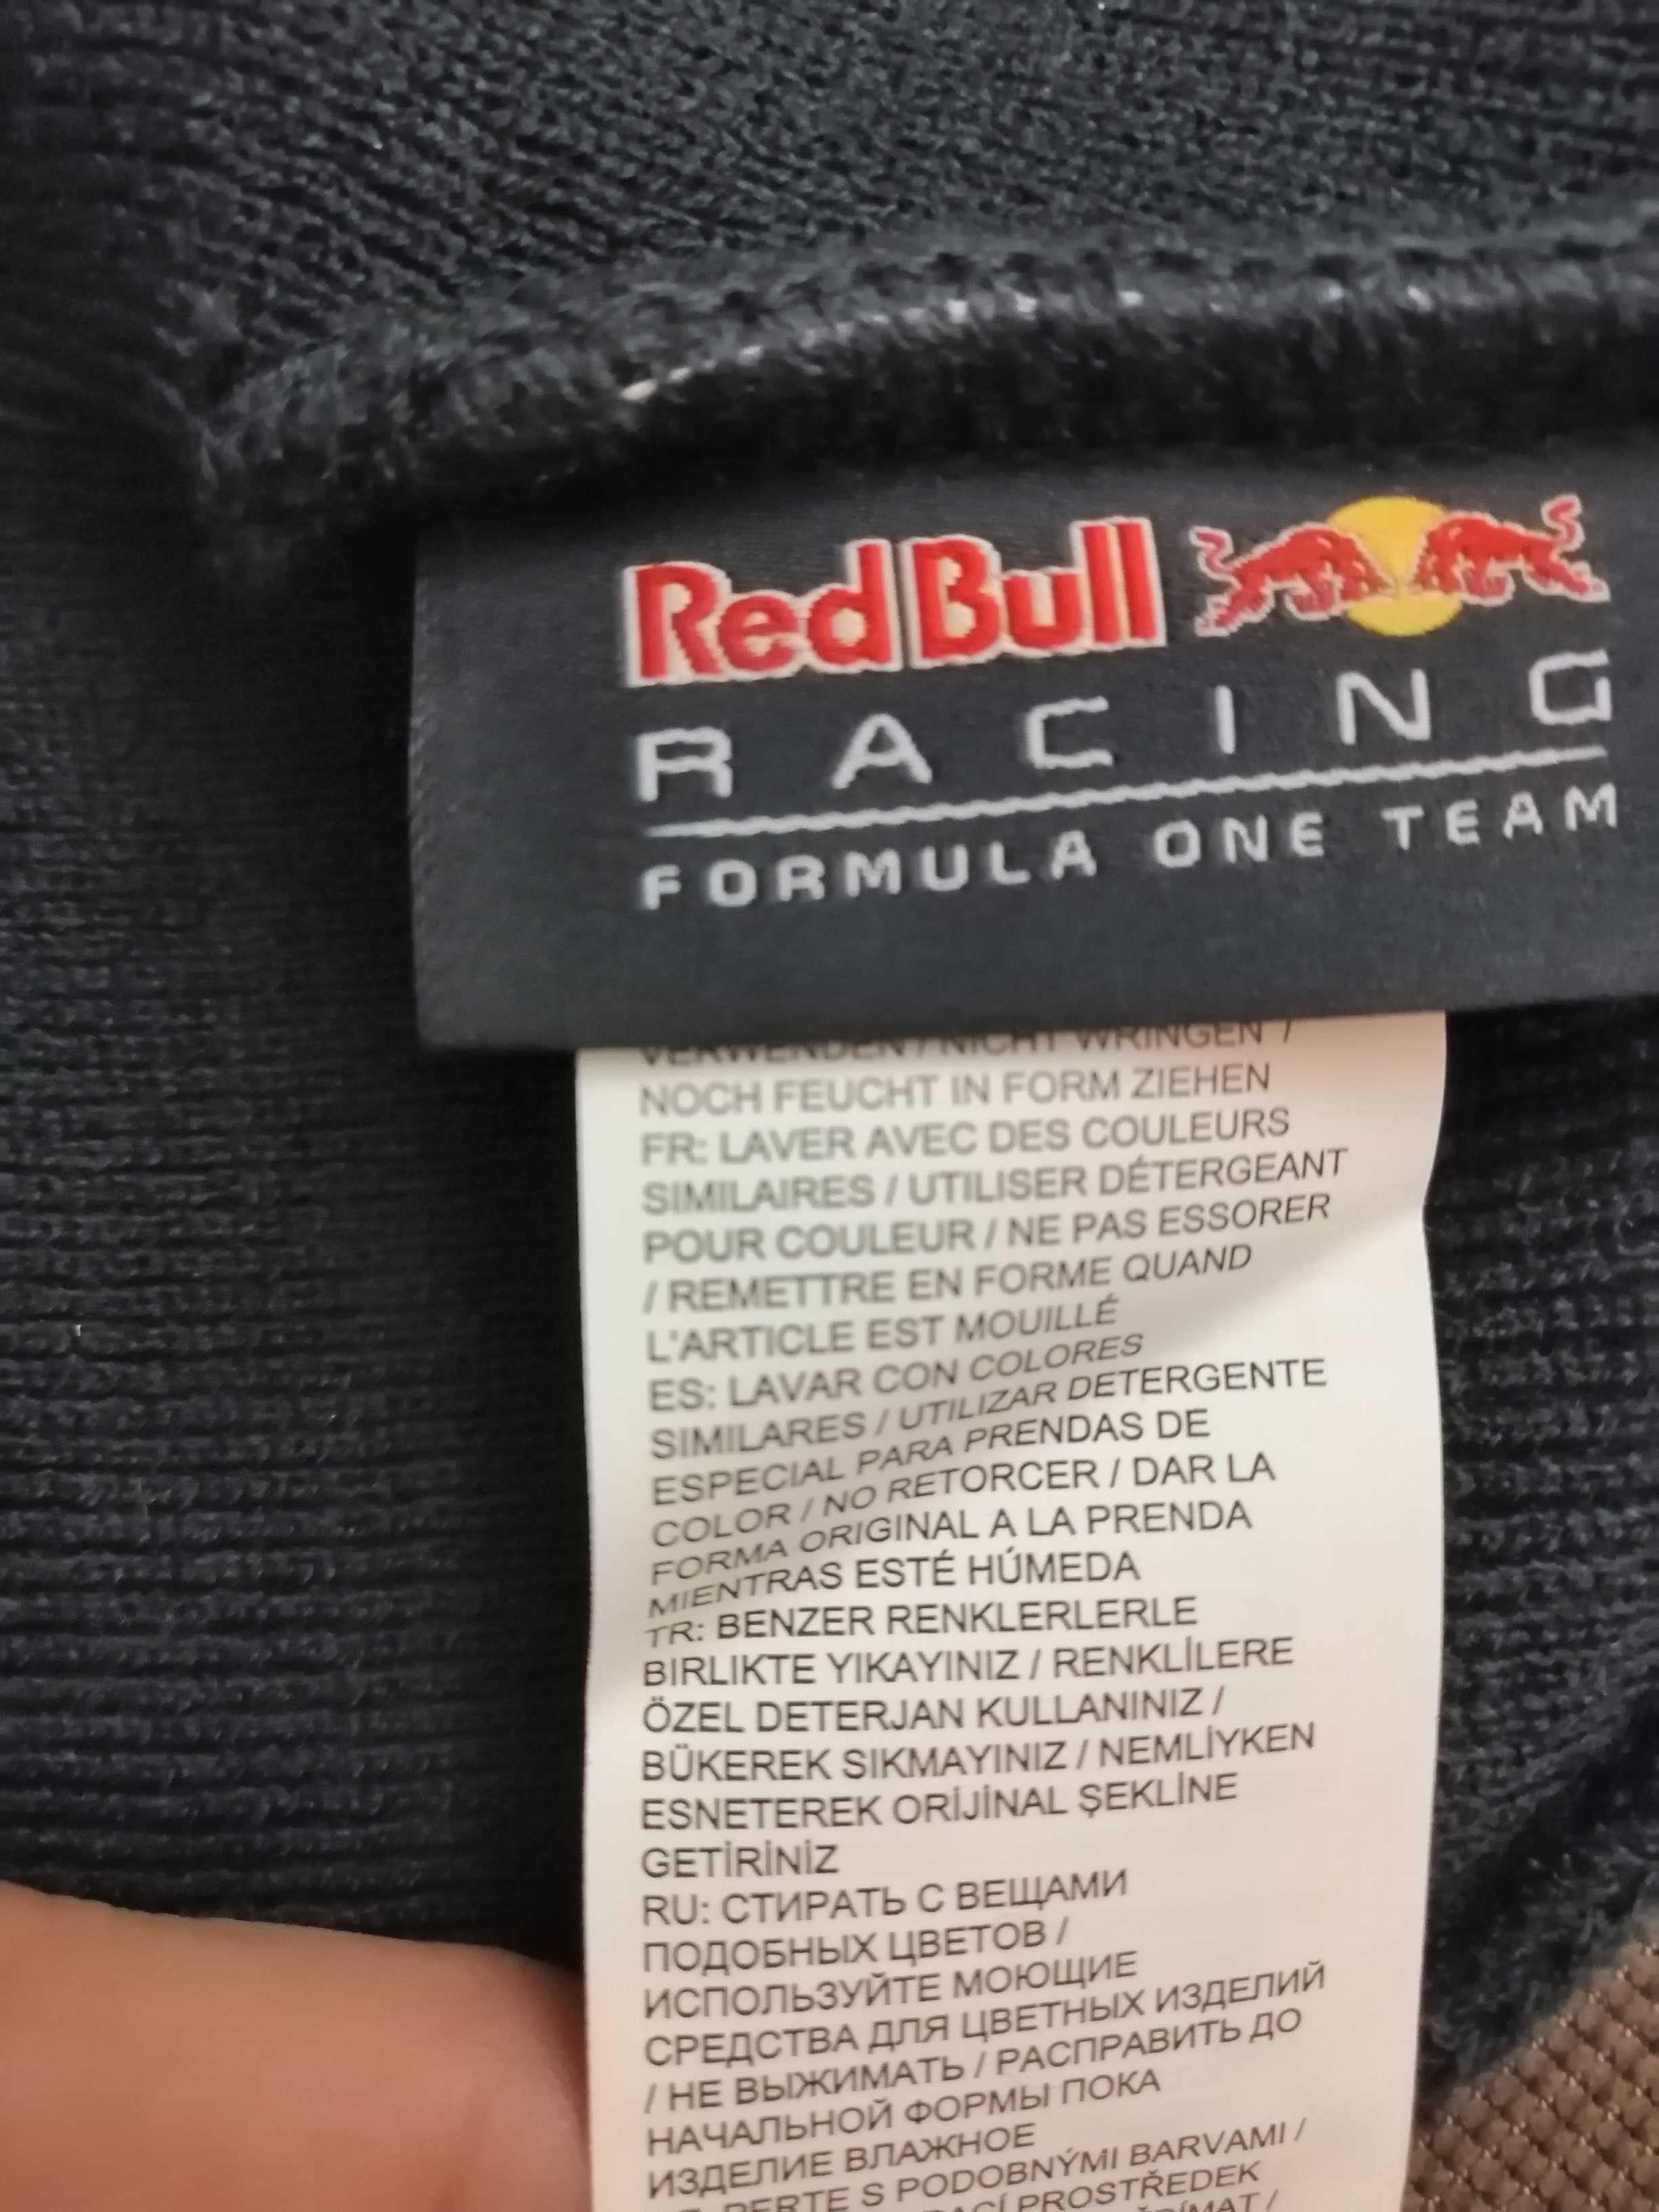 Red Bull
RACING
FORMULA ONE TEAM
VERWENDEN / NICHT WRINGEN /
NOCH FEUCHT IN FORM ZIEHEN
FR: LAVER AVEC DES COULEURS
SIMILAIRES / UTILISER DÉTERGEANT
POUR COULEUR / NE PAS ESSORER
/ REMETTRE EN FORME QUAND
L'ARTICLE EST MOUILLÉ
ES: LAVAR CON COLORES
SIMILARES / UTILIZAR DETERGENTE
ESPECIAL PARA PRENDAS DE
COLOR / NO RETORCER / DAR LA
FORMA ORIGINAL A LA PRENDA
MIENTRAS ESTÉ HÚMEDA
TR: BENZER RENKLERLERLE
BIRLIKTE YIKAYINIZ / RENKLİLERE
ÖZEL DETERJAN KULLANINIZ /
BÜKEREK SIKMAYINIZ / NEMLİYKEN
ESNETEREK ORİJİNAL ŞEKLİNE
GETİRİNİZ
RU: СТИРАТЬ С ВЕЩАМИ
ПОДОБНЫХ ЦВЕТОВ /
ИСПОЛЬЗУЙТЕ МОЮЩИЕ
СРЕДСТВА ДЛЯ ЦВЕТНЫХ ИЗДЕЛИЙ
/ НЕ ВЫЖИМАТЬ / РАСПРАВИТЬ ДО
НАЧАЛЬНОЙ ФОРМЫ ПОКА
ИЗДЕЛИЕ ВЛАЖНОЕ
PERTE S PODOBNÝMI BARVAMI /
PROSTŘEDEK